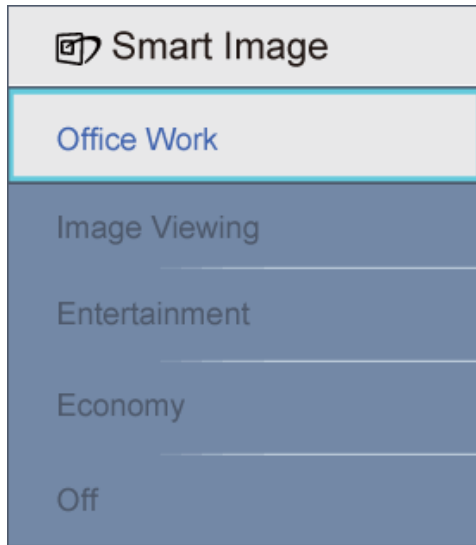 Smart Image
Office Work
Image Viewing
Entertainment
Economy
Off